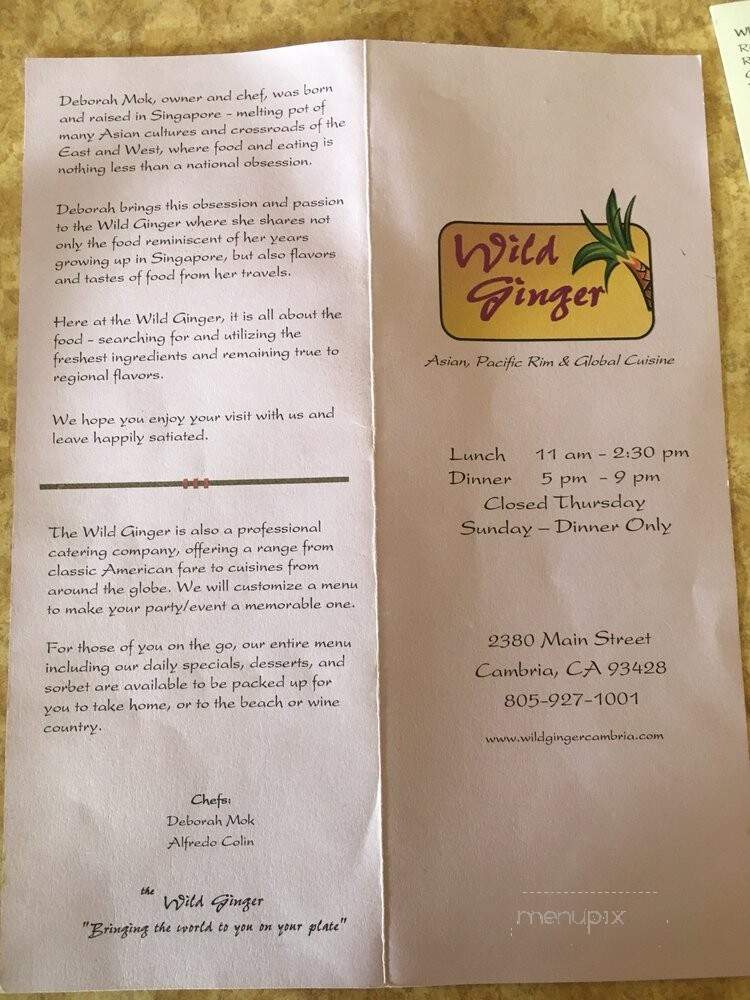 Deborah Mok, owner and chef, was born
and raised in Singapore - melting pot of
many Asian cultures and crossroads of the
East and West, where food and eating is
nothing less than a national obsession.
Deborah brings this obsession and passion
to the Wild Ginger where she shares not
only the food reminiscent of her years
growing up in Singapore, but also flavors
and tastes of food from her travels.
Here at the Wild Ginger, it is all about the
food - searching for and utilizing the
freshest ingredients and remaining true to
regional flavors.
We hope you enjoy your visit with us and
leave happily satiated.
The Wild Ginger is also a professional
catering company, offering a range from
classic American fare to cuisines from
around the globe. We will customize a menu
to make your party/event a memorable one.
For those of you on the go, our entire menu
including our daily specials, desserts, and
sorbet are available to be packed up for
you to take home, or to the beach or wine
country.
Chefs:
Deborah Mok
Alfredo Colin
the Wild Ginger
"Bringing the world to you on your plate"
Wild
Ginger
Asian, Pacific Rim & Global Cuisine
Lunch 11 am - 2:30 pm
Dinner 5 pm - 9 pm
Closed Thursday
Sunday – Dinner Only
2380 Main Street
Cambria, CA 93428
805-927-1001
www.wildgingercambria.com
menupix